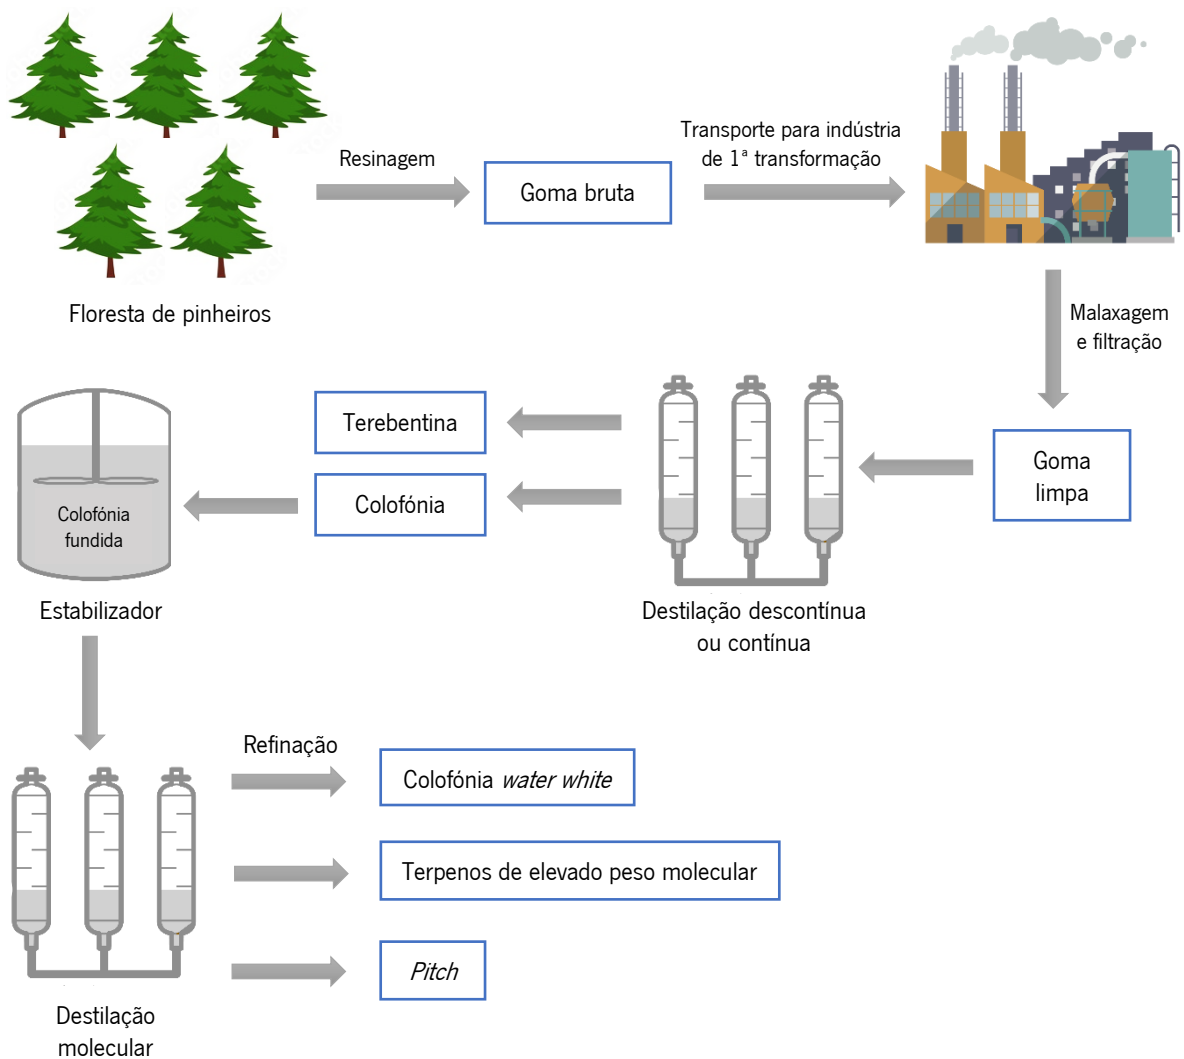 Resinagem
Goma bruta
Transporte para indústria
de 1ª transformação
Floresta de pinheiros
Malaxagem
e filtração
Goma
limpa
Terebentina
Colofónia
Colofónia
fundida
Estabilizador
Destilação descontínua
ou contínua
Refinação
Colofónia water white
Terpenos de elevado peso molecular
Pitch
Destilação
molecular